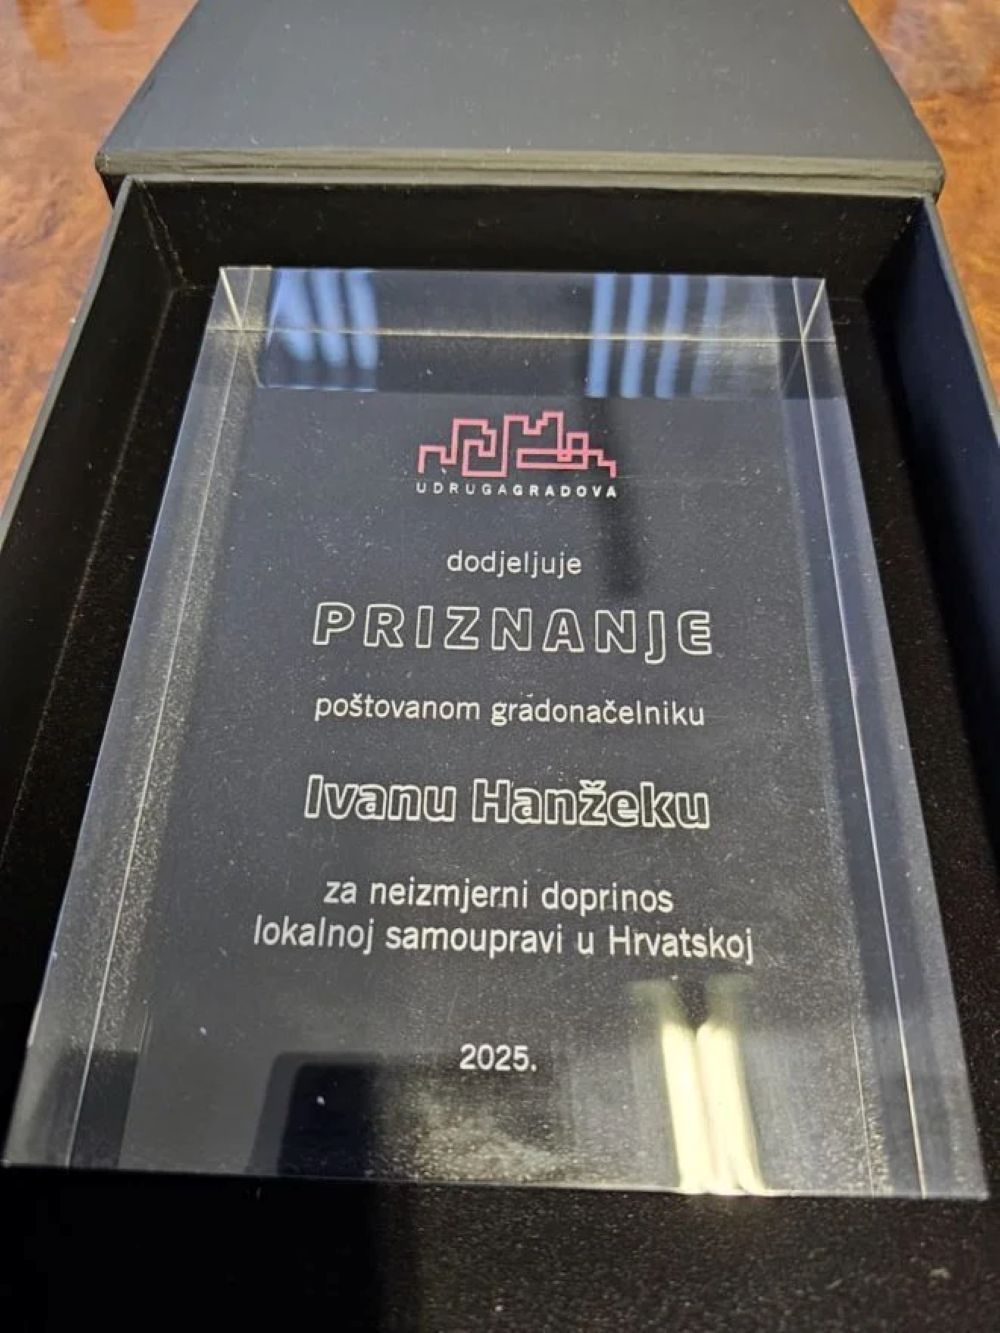 UDRUGAGRADOVA
dodjeljuje
PRIZNANJE
poštovanom gradonačelniku
Ivanu Hanžeku
za neizmjerni doprinos
lokalnoj samoupravi u Hrvatskoj
2025.